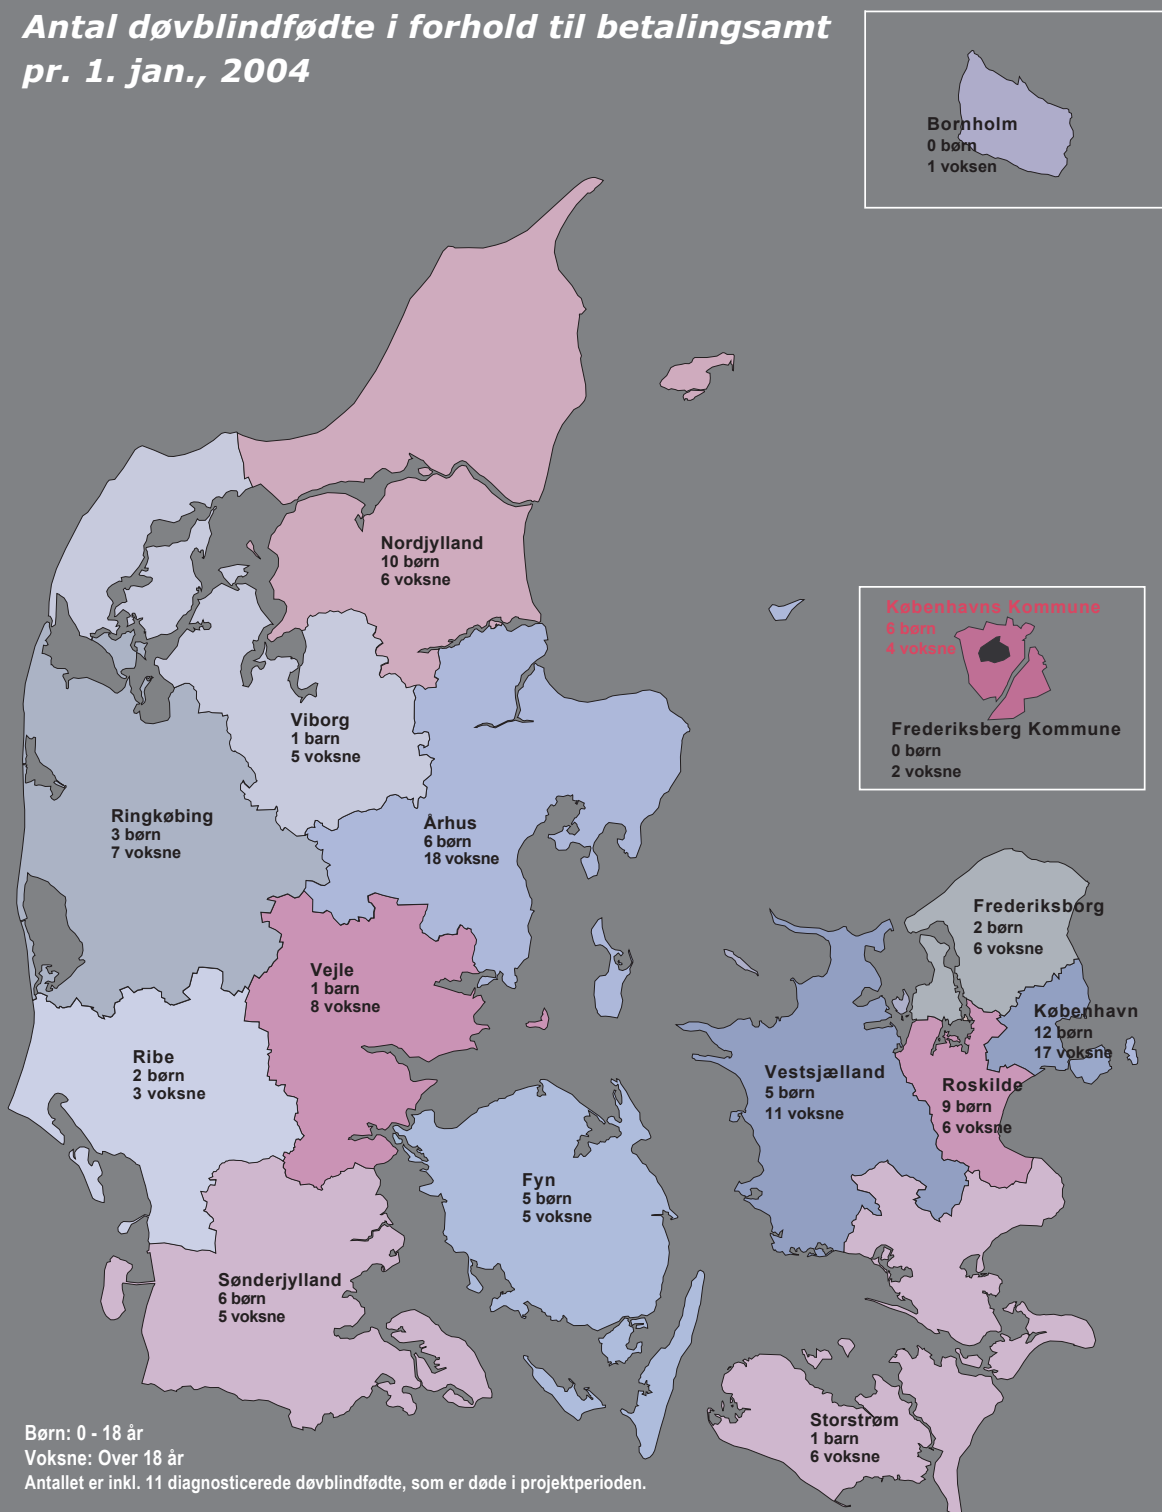 Antal døvblindfødte i forhold til betalingsamt
pr. 1. jan., 2004
Bornholm
0 børn
1 voksen
Nordjylland
10 børn
6 voksne
Københavns Kommune
6 børn
4 voksne
Frederiksberg Kommune
0 børn
2 voksne
Viborg
1 barn
5 voksne
Ringkøbing
3 børn
7 voksne
Århus
6 børn
18 voksne
Frederiksborg
2 børn
6 voksne
Vejle
1 barn
8 voksne
København
12 børn
17 voksne
Ribe
2 børn
3 voksne
Vestsjælland
5 børn
11 voksne
Roskilde
9 børn
6 voksne
Fyn
5 børn
5 voksne
Sønderjylland
6 børn
5 voksne
Storstrøm
1 barn
6 voksne
Børn: 0 - 18 år
Voksne: Over 18 år
Antallet er inkl. 11 diagnosticerede døvblindfødte, som er døde i projektperioden.